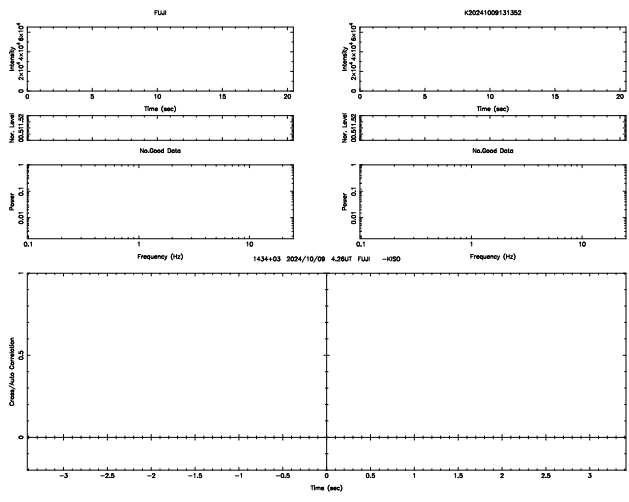 FUJI
K20241009131352
Intensity
0 2×10⁴ 4×10⁴ 6×10⁴
0 5 10 15 20
Time (sec)
Intensity
0 2×10⁴ 4×10⁴ 6×10⁴
0 5 10 15 20
Time (sec)
Nor. Level
00.511.52
Nor. Level
00.511.52
No.Good Data
No.Good Data
Power
1
0.1
0.01
0.1 1 10
Frequency (Hz)
Power
1
0.1
0.01
0.1 1 10
Frequency (Hz)
1434+03 2024/10/09 4.26UT FUJI -KISO
Cross/Auto Correlation
1
0.5
0
-3 -2.5 -2 -1.5 -1 -0.5 0 0.5 1 1.5 2 2.5 3
Time (sec)